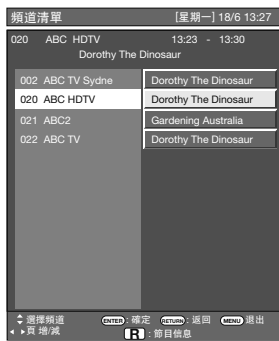 頻道清單 [星期一] 18/6 13:27
020 ABC HDTV 13:23 - 13:30
Dorothy The Dinosaur
002 ABC TV Sydne Dorothy The Dinosaur
020 ABC HDTV Dorothy The Dinosaur
021 ABC2 Gardening Australia
022 ABC TV Dorothy The Dinosaur
選擇頻道 ENTER : 確定 RETURN : 返回 MENU 退出
頁 增/減 R : 節目信息